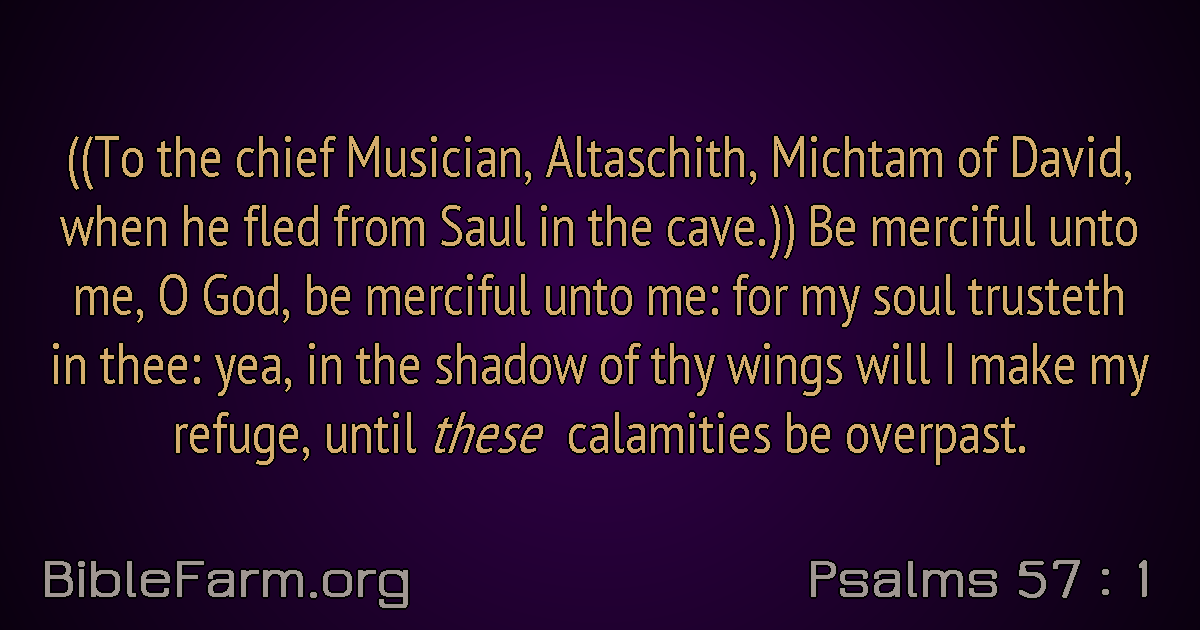 ((To the chief Musician, Altaschith, Michtam of David,
when he fled from Saul in the cave.)) Be merciful unto
me, O God, be merciful unto me: for my soul trusteth
in thee: yea, in the shadow of thy wings will I make my
refuge, until these calamities be overpast.
BibleFarm.org
Psalms 57 : 1